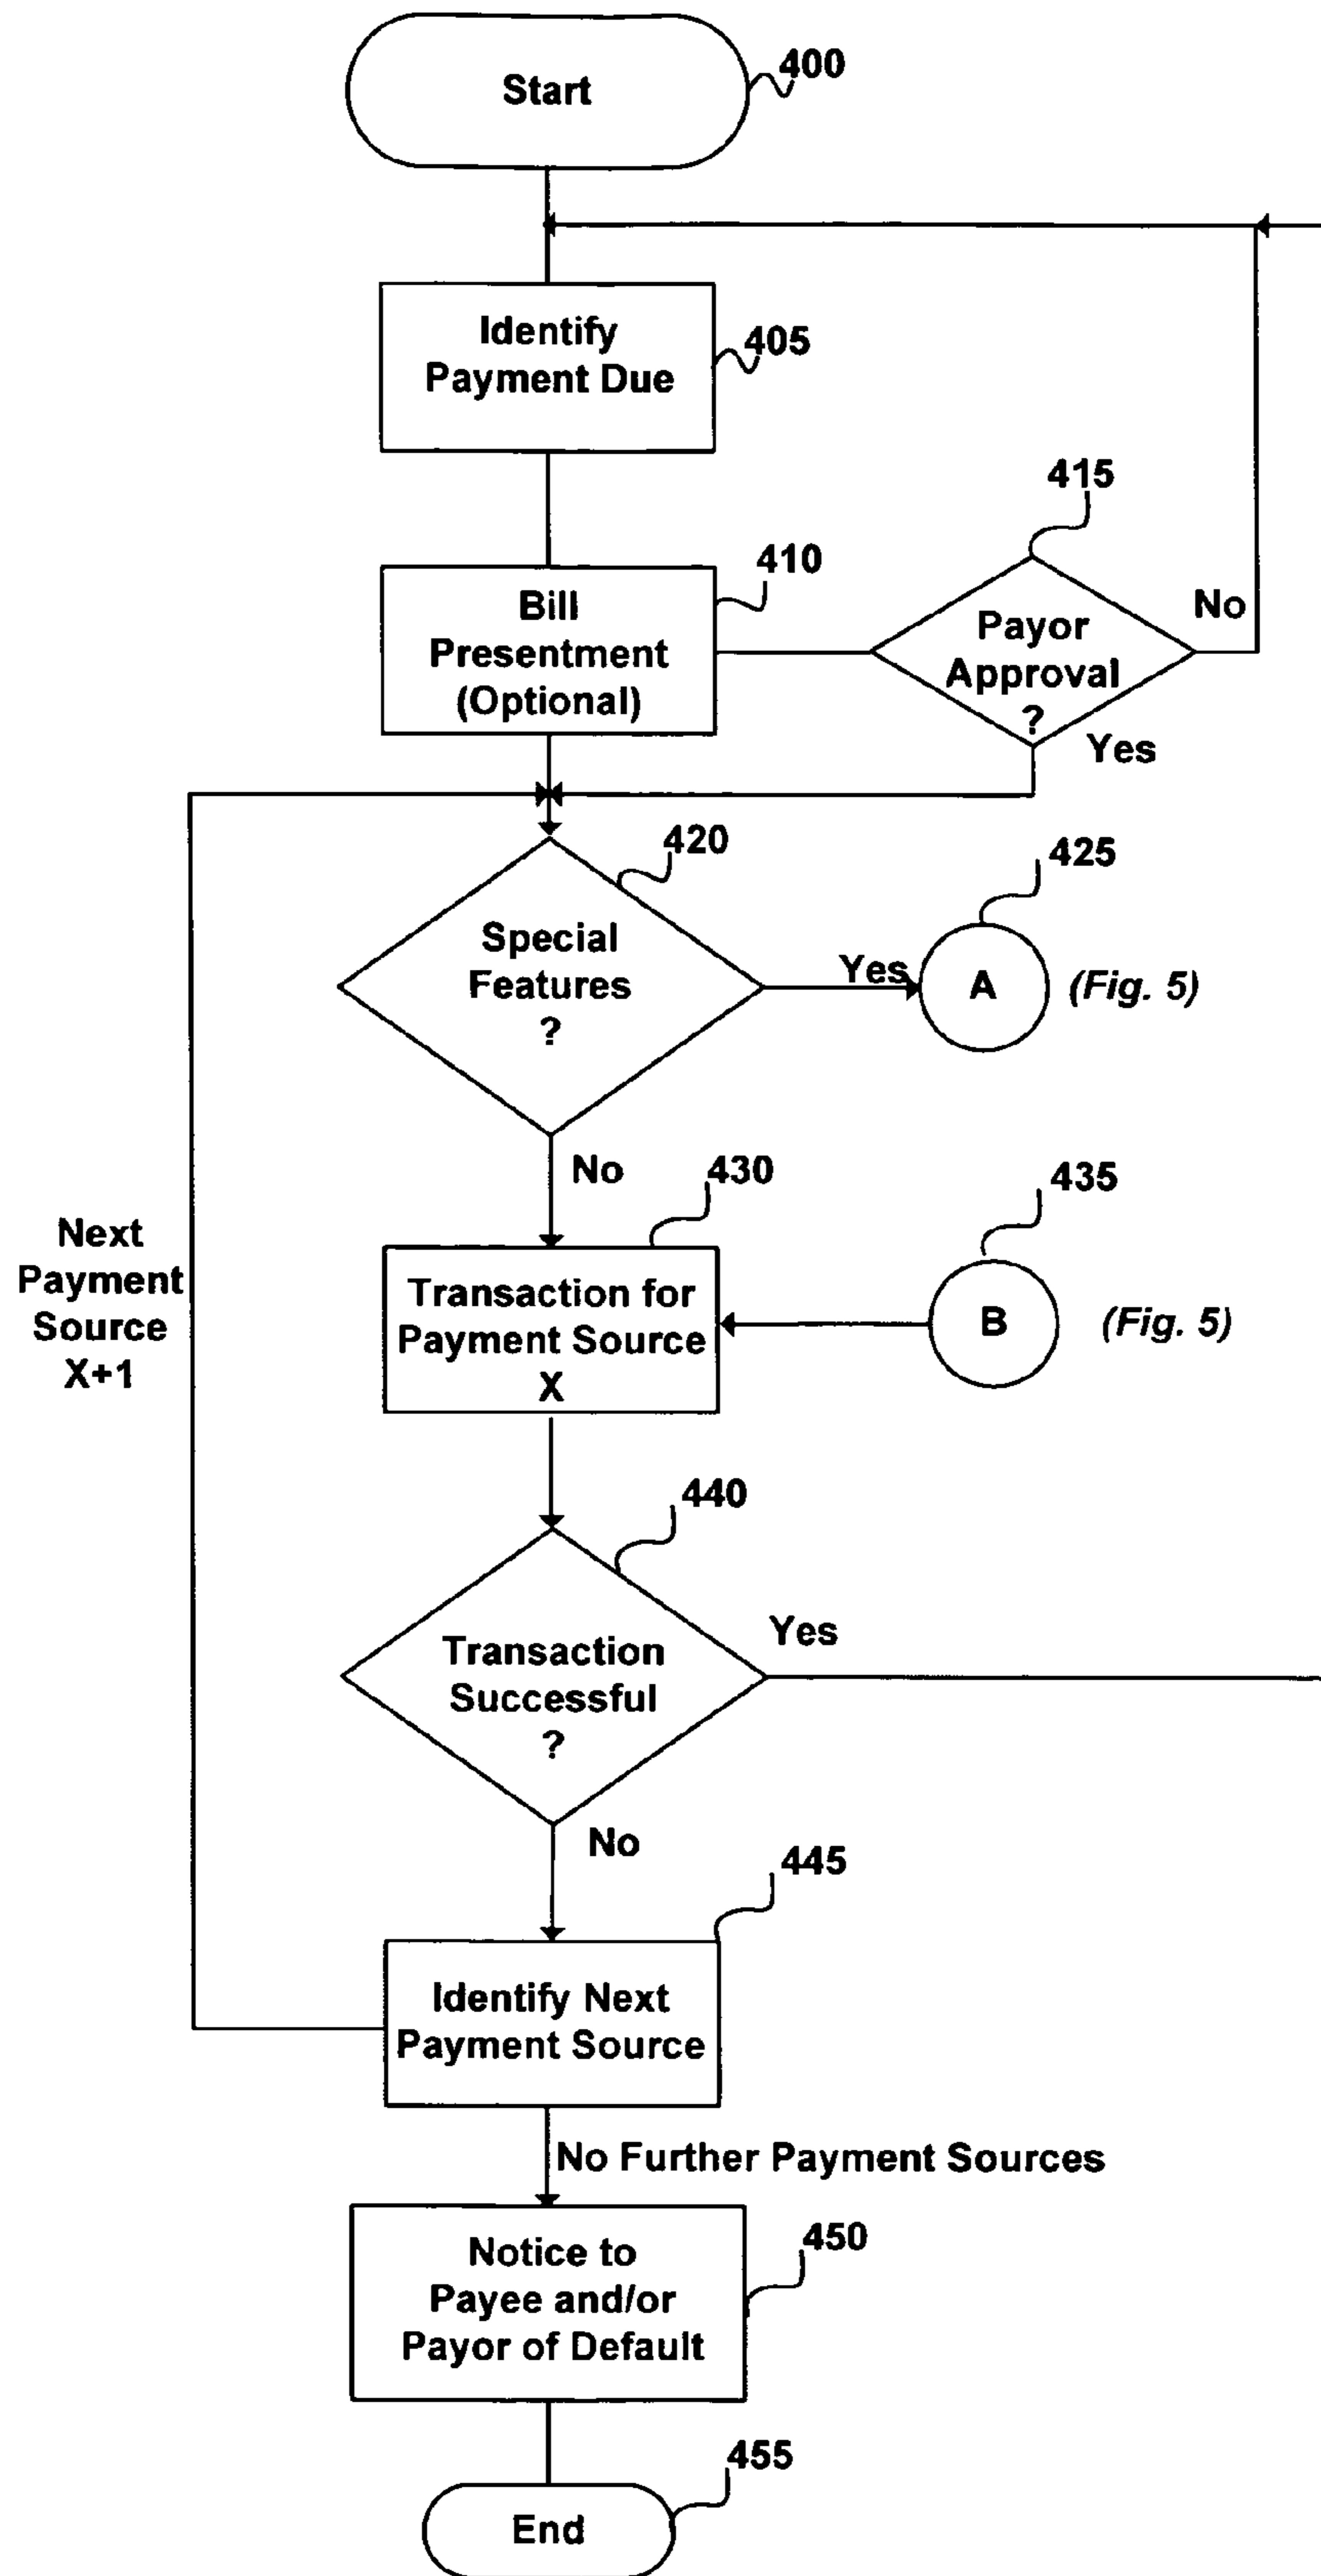 Start
400
Identify
Payment Due
405
415
410
Bill
Presentment
(Optional)
Payor
Approval
?
No
Yes
420
425
Special
Features
?
Yes
A
(Fig. 5)
No
430
435
Next
Payment
Source
X+1
Transaction for
Payment Source
X
B
(Fig. 5)
440
Transaction
Successful
?
Yes
No
445
Identify Next
Payment Source
No Further Payment Sources
Notice to
Payee and/or
Payor of Default
450
455
End